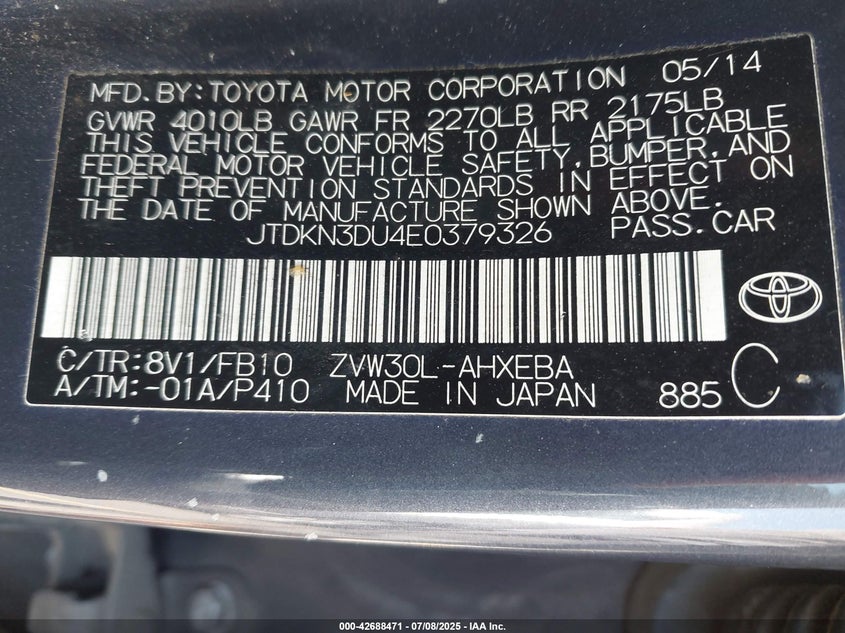 MFD.BY:TOYOTA MOTOR CORPORATION 05/14
GVWR 4010LB GAWR FR 2270LB RR 2175LB
THIS VEHICLE CONFORMS TO ALL APPLICABLE
FEDERAL MOTOR VEHICLE SAFETY,BUMPER,AND
THEFT PREVENTION STANDARDS IN EFFECT ON
THE DATE OF MANUFACTURE SHOWN ABOVE.
JTDKN3DU4E0379326 PASS.CAR
C/TR:8V1/FB10 ZVW30L-AHXEBA
A/TM:-01A/P410 MADE IN JAPAN 885 C
000-42688471 | 07/08/2025 | IAA Inc.